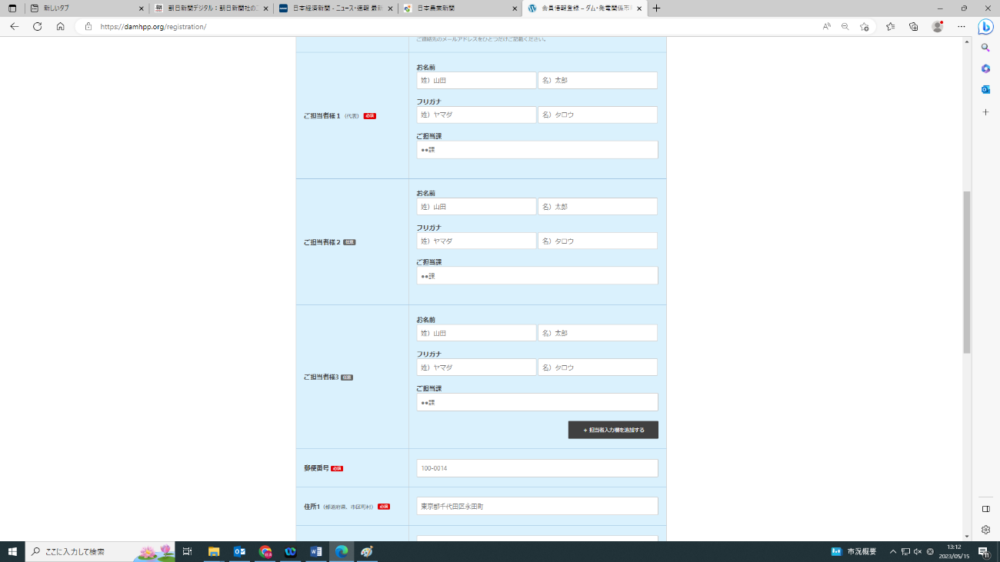 新しいタブ
朝日新聞デジタル：朝日新聞社のニ
日本経済新聞 - ニュース・速報 最新
日本農業新聞
会員情報登録 – ダム・発電関係市町
https://damhpp.org/registration/
ご連絡先のメールアドレスをひとつだけご記載ください。
お名前
姓）山田 名）太郎
フリガナ
ご担当者様１（代表） 必須
姓）ヤマダ 名）タロウ
ご担当課
●●課
お名前
姓）山田 名）太郎
フリガナ
姓）ヤマダ 名）タロウ
ご担当者様２ 任意
ご担当課
●●課
お名前
姓）山田 名）太郎
フリガナ
姓）ヤマダ 名）タロウ
ご担当者様3 任意
ご担当課
●●課
+ 担当者入力欄を追加する
郵便番号 必須
100-0014
住所1（都道府県、市区町村） 必須
東京都千代田区永田町
ここに入力して検索
市況概要
13:12
2023/05/15
11